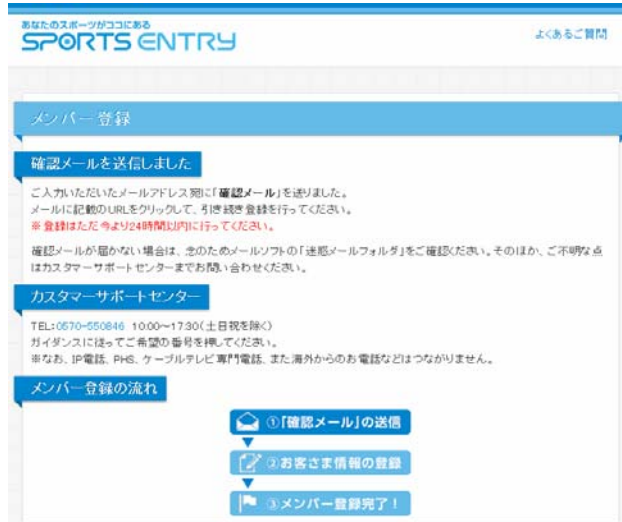 あなたのスポーツがココにある
SPORTS ENTRY
よくあるご質問
メンバー登録
確認メールを送信しました
ご入力いただいたメールアドレス宛に「確認メール」を送りました。
メールに記載のURLをクリックして、引き続き登録を行ってください。
※登録はただ今より24時間以内に行ってください。
確認メールが届かない場合は、念のためメールソフトの「迷惑メールフォルダ」をご確認ください。そのほか、ご不明な点
はカスタマーサポートセンターまでお問い合わせください。
カスタマーサポートセンター
TEL:0570-550846 10:00～17:30(土日祝を除く)
ガイダンスに従ってご希望の番号を押してください。
※なお、IP電話、PHS、ケーブルテレビ専門電話、また海外からのお電話などはつながりません。
メンバー登録の流れ
①「確認メール」の送信
②お客さま情報の登録
③メンバー登録完了！